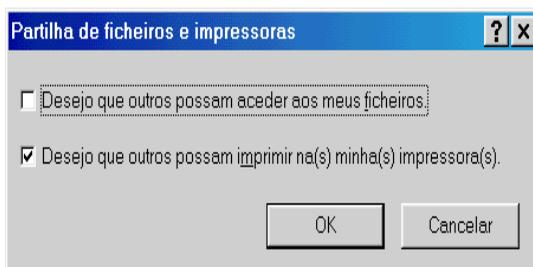 Partilha de ficheiros e impressoras
Desejo que outros possam aceder aos meus ficheiros.
Desejo que outros possam imprimir na(s) minha(s) impressora(s).
OK Cancelar